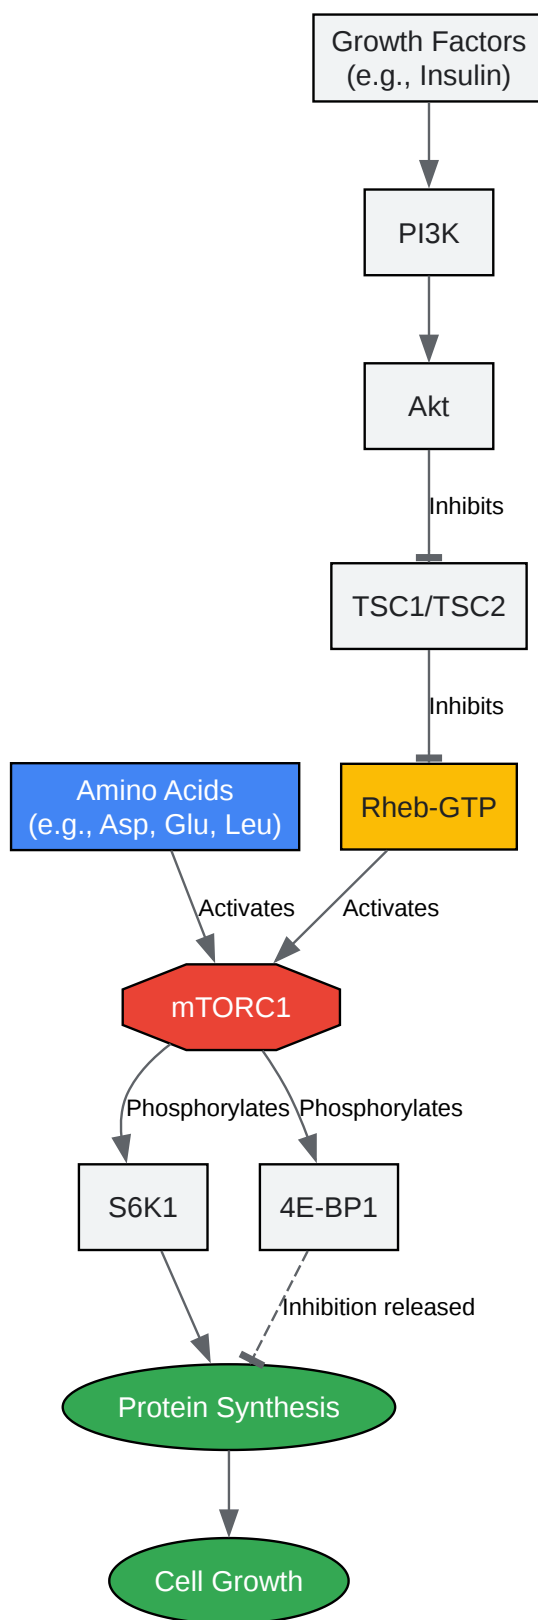 Growth Factors
(e.g., Insulin)
PI3K
Akt
Inhibits
TSC1/TSC2
Inhibits
Amino Acids
(e.g., Asp, Glu, Leu)
Rheb-GTP
Activates
Activates
mTORC1
Phosphorylates
Phosphorylates
S6K1
4E-BP1
Inhibition released
Protein Synthesis
Cell Growth